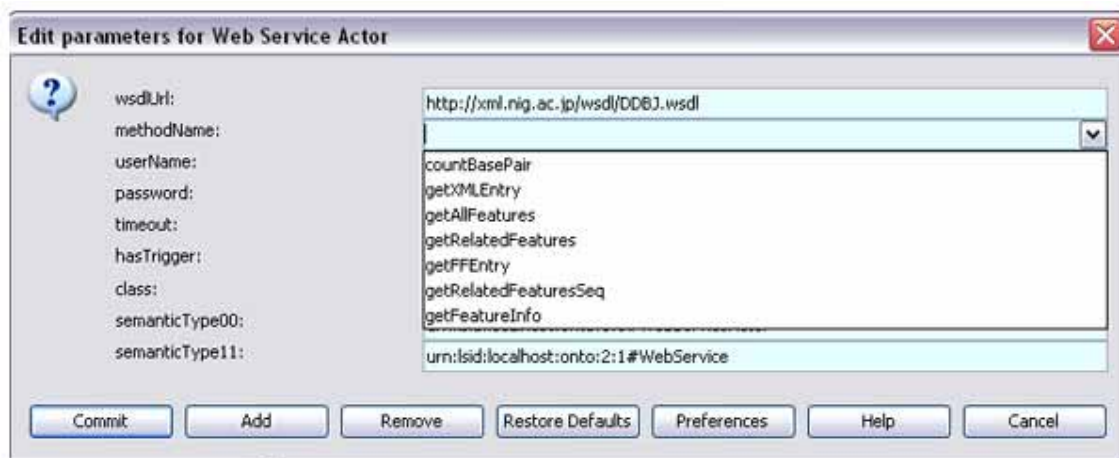 Edit parameters for Web Service Actor
wsdlUrl:
http://xml.nig.ac.jp/wsdl/DDBJ.wsdl
methodName:
userName:
countBasePair
password:
getXMLEntry
timeout:
getAllFeatures
hasTrigger:
getRelatedFeatures
class:
getFFEntry
semanticType00:
getRelatedFeaturesSeq
getFeatureInfo
semanticType11:
urn:lsid:localhost:onto:2:1#WebService
Commit
Add
Remove
Restore Defaults
Preferences
Help
Cancel